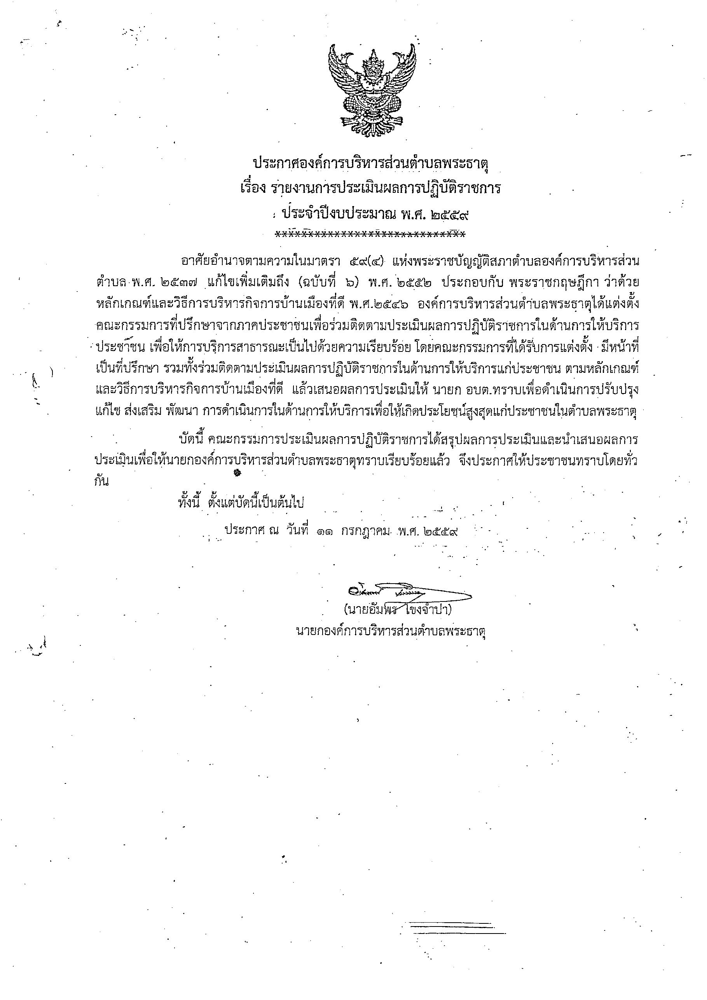 ประกาศองค์การบริหารส่วนตำบลพระธาตุ
เรื่อง รายงานการประเมินผลการปฏิบัติราชการ
ประจำปีงบประมาณ พ.ศ. ๒๕๕๙
*****************************
อาศัยอำนาจตามความในมาตรา ๕๙(๔) แห่งพระราชบัญญัติสภาตำบลองค์การบริหารส่วน
ตำบล พ.ศ. ๒๕๓๗ แก้ไขเพิ่มเติมถึง (ฉบับที่ ๖) พ.ศ. ๒๕๕๒ ประกอบกับ พระราชกฤษฎีกา ว่าด้วย
หลักเกณฑ์และวิธีการบริหารกิจการบ้านเมืองที่ดี พ.ศ.๒๕๔๖ องค์การบริหารส่วนตำบลพระธาตุได้แต่งตั้ง
คณะกรรมการที่ปรึกษาจากภาคประชาชนเพื่อร่วมติดตามประเมินผลการปฏิบัติราชการในด้านการให้บริการ
ประชาชน เพื่อให้การบริการสาธารณะเป็นไปด้วยความเรียบร้อย โดยคณะกรรมการที่ได้รับการแต่งตั้ง มีหน้าที่
เป็นที่ปรึกษา รวมทั้งร่วมติดตามประเมินผลการปฏิบัติราชการในด้านการให้บริการแก่ประชาชน ตามหลักเกณฑ์
และวิธีการบริหารกิจการบ้านเมืองที่ดี แล้วเสนอผลการประเมินให้ นายก อบต.ทราบเพื่อดำเนินการปรับปรุง
แก้ไข ส่งเสริม พัฒนา การดำเนินการในด้านการให้บริการเพื่อให้เกิดประโยชน์สูงสุดแก่ประชาชนในตำบลพระธาตุ
บัดนี้ คณะกรรมการประเมินผลการปฏิบัติราชการได้สรุปผลการประเมินและนำเสนอผลการ
ประเมินเพื่อให้นายกองค์การบริหารส่วนตำบลพระธาตุทราบเรียบร้อยแล้ว จึงประกาศให้ประชาชนทราบโดยทั่ว
กัน
ทั้งนี้ ตั้งแต่บัดนี้เป็นต้นไป
ประกาศ ณ วันที่ ๑๑ กรกฎาคม พ.ศ. ๒๕๕๙
(นายอัมพร โขงจำปา)
นายกองค์การบริหารส่วนตำบลพระธาตุ